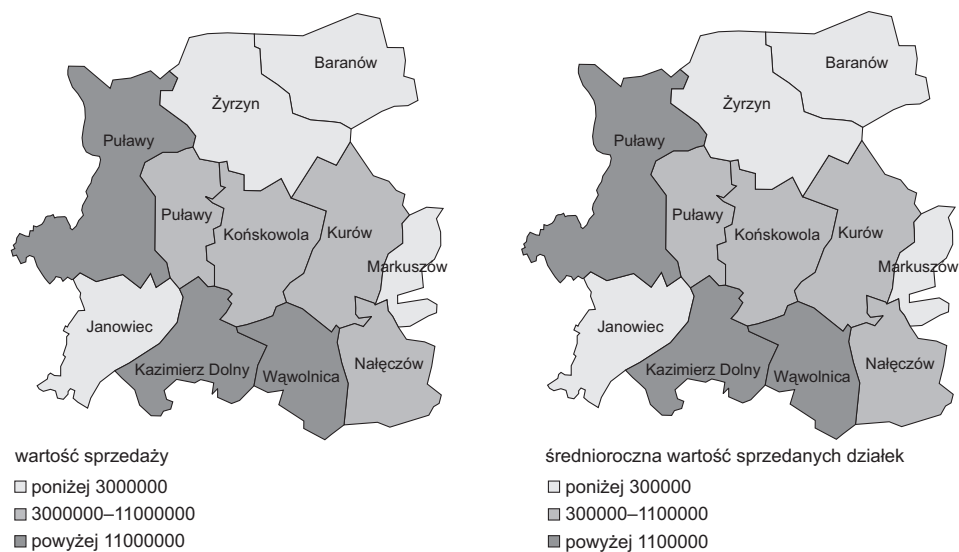 Baranów
Żyrzyn
Puławy
Puławy
Końskowola
Kurów
Markuszów
Janowiec
Kazimierz Dolny
Wąwolnica
Nałęczów
wartość sprzedaży
poniżej 3000000
3000000–11000000
powyżej 11000000
Baranów
Żyrzyn
Puławy
Puławy
Końskowola
Kurów
Markuszów
Janowiec
Kazimierz Dolny
Wąwolnica
Nałęczów
średnioroczna wartość sprzedanych działek
poniżej 300000
300000–1100000
powyżej 1100000